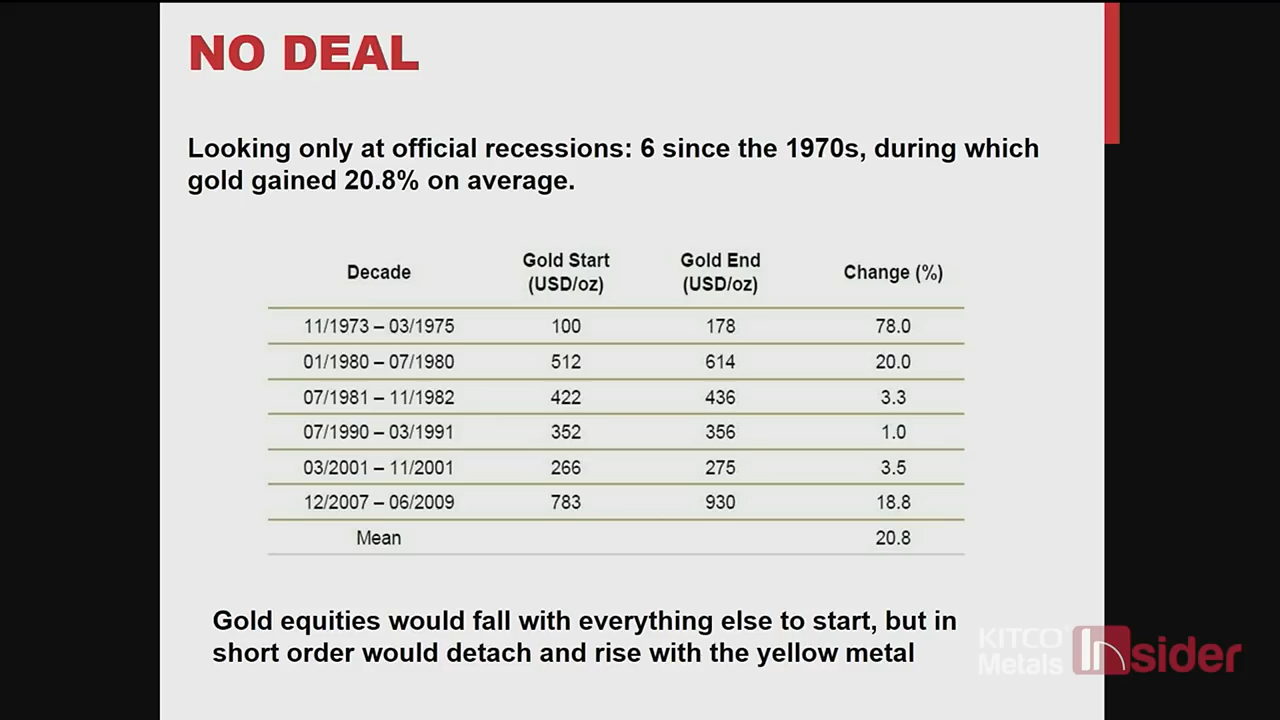 NO DEAL
Looking only at official recessions: 6 since the 1970s, during which
gold gained 20.8% on average.
Decade Gold Start (USD/oz) Gold End (USD/oz) Change (%)
11/1973 – 03/1975 100 178 78.0
01/1980 – 07/1980 512 614 20.0
07/1981 – 11/1982 422 436 3.3
07/1990 – 03/1991 352 356 1.0
03/2001 – 11/2001 266 275 3.5
12/2007 – 06/2009 783 930 18.8
Mean 20.8
Gold equities would fall with everything else to start, but in
short order would detach and rise with the yellow metal
KITCO
Metals Insider